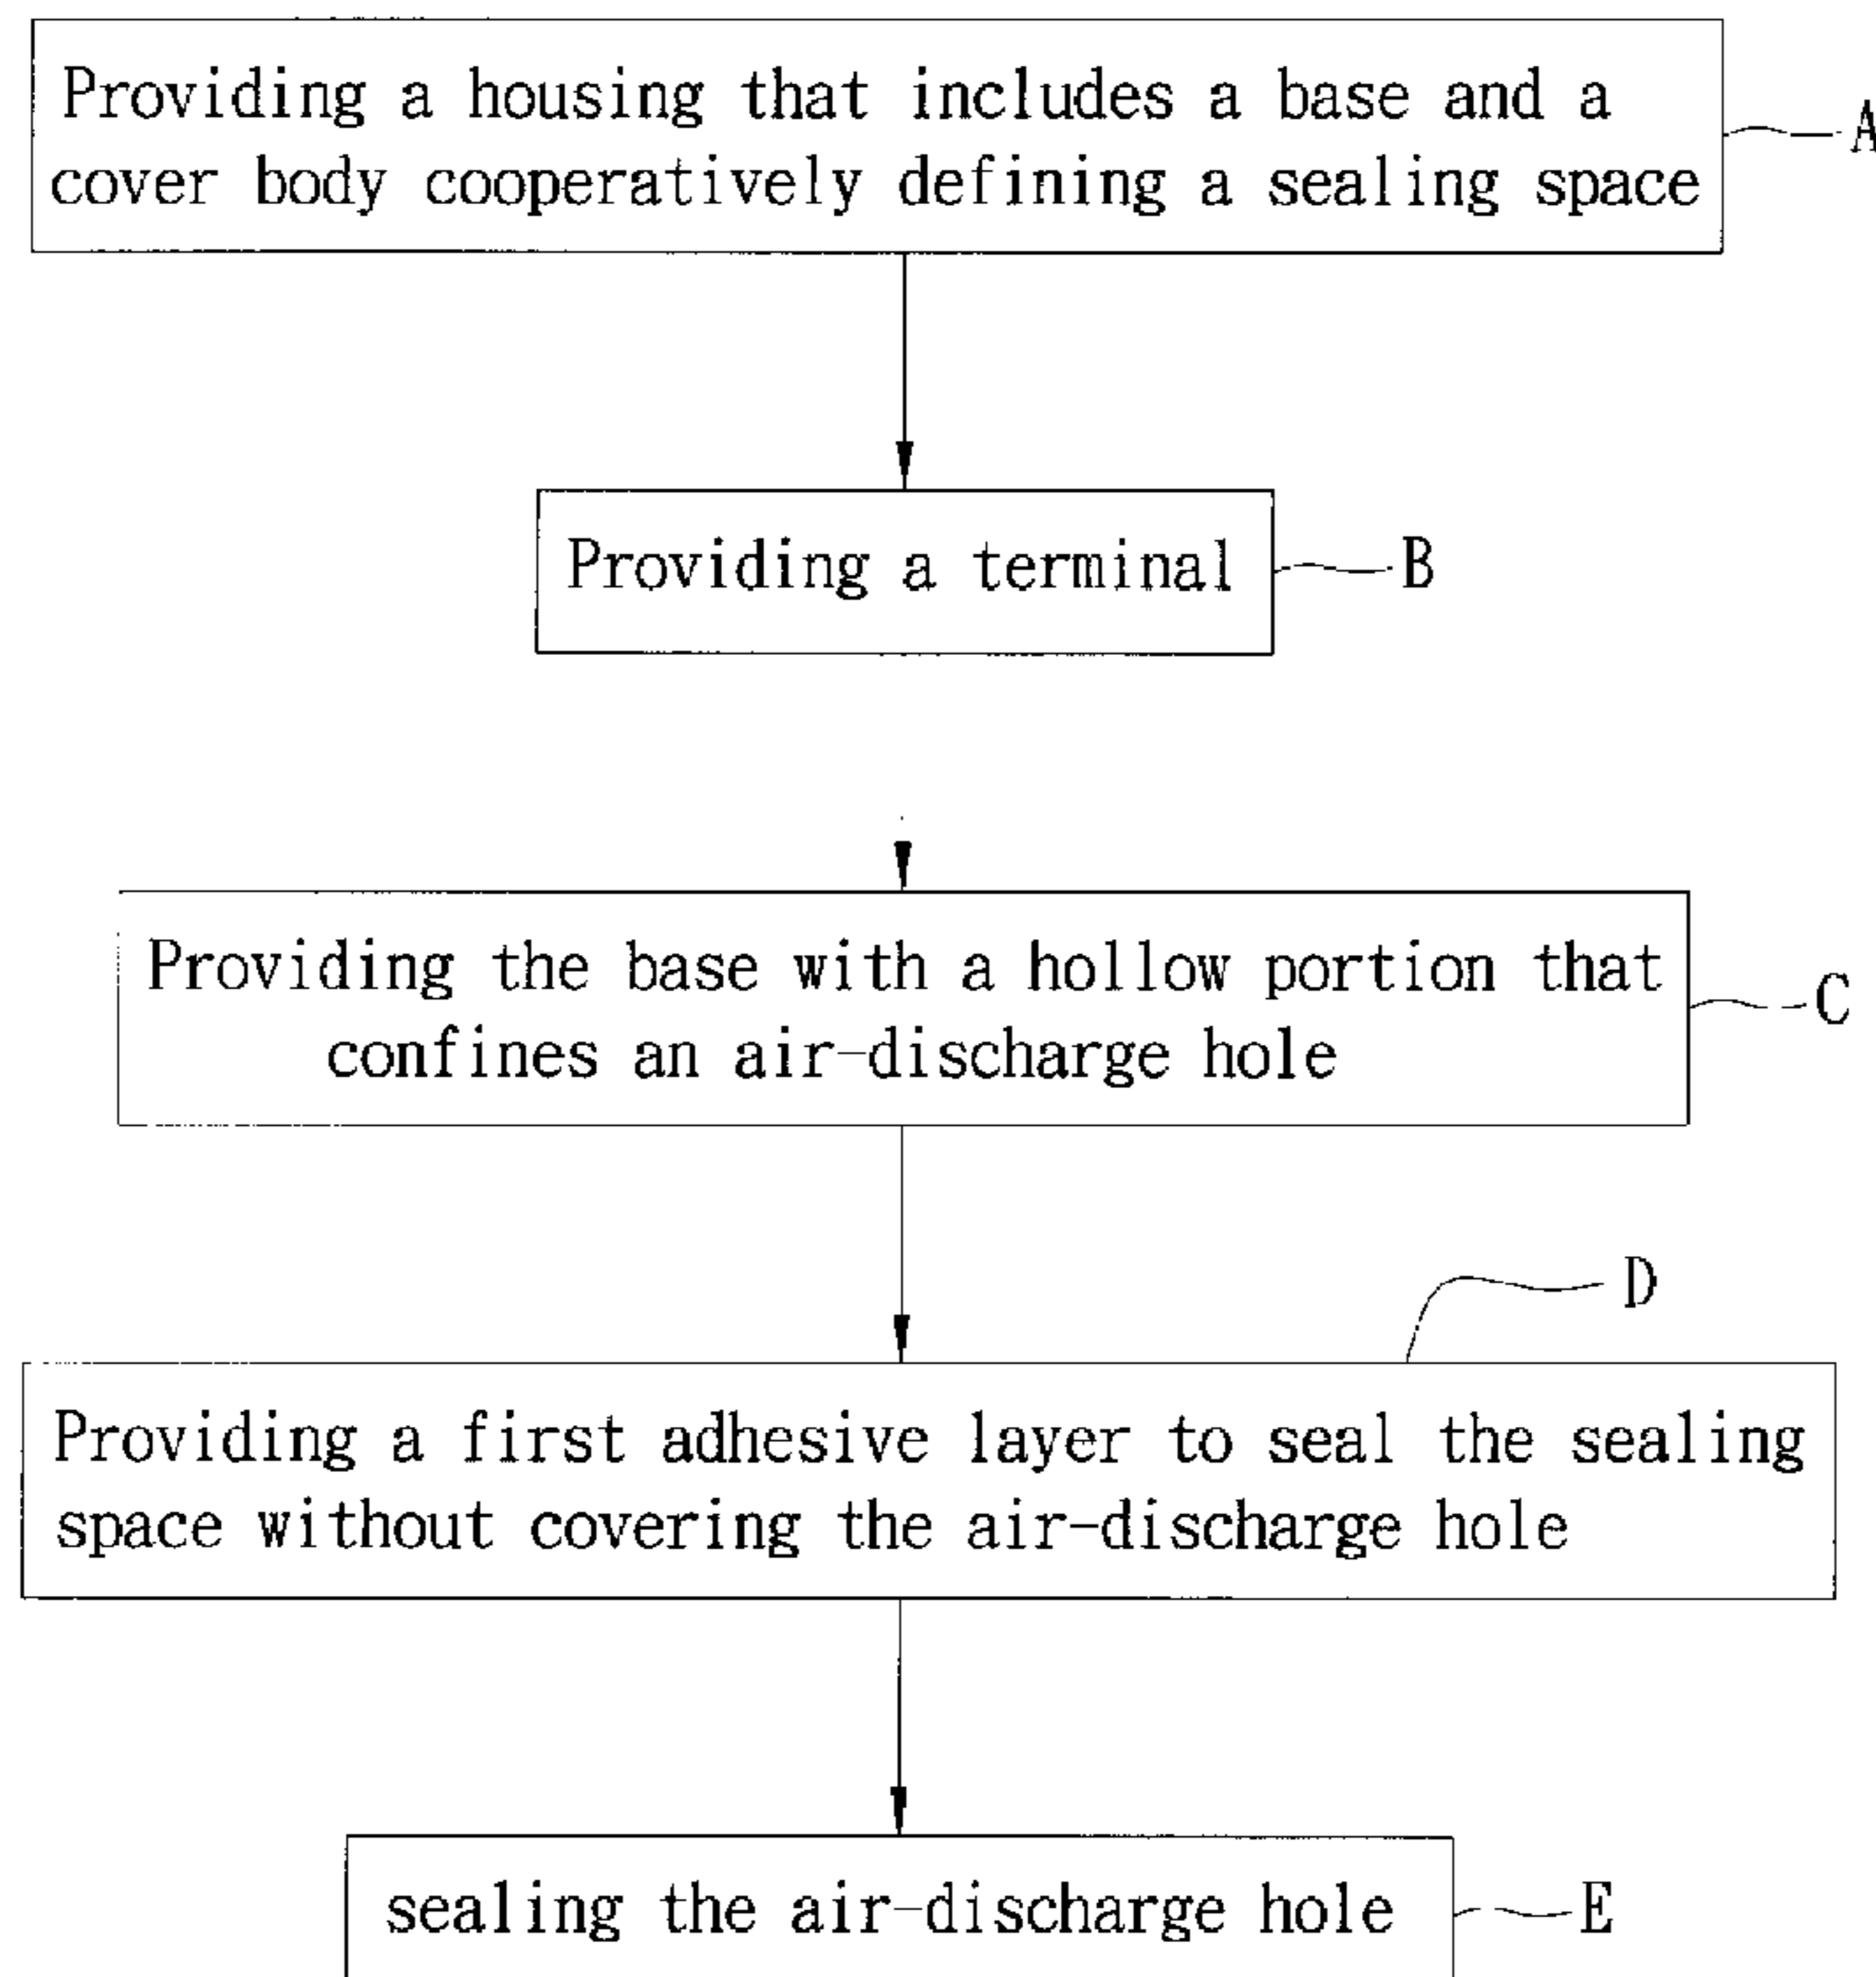 Providing a housing that includes a base and a
cover body cooperatively defining a sealing space
A
Providing a terminal
B
Providing the base with a hollow portion that
confines an air-discharge hole
C
D
Providing a first adhesive layer to seal the sealing
space without covering the air-discharge hole
sealing the air-discharge hole
E